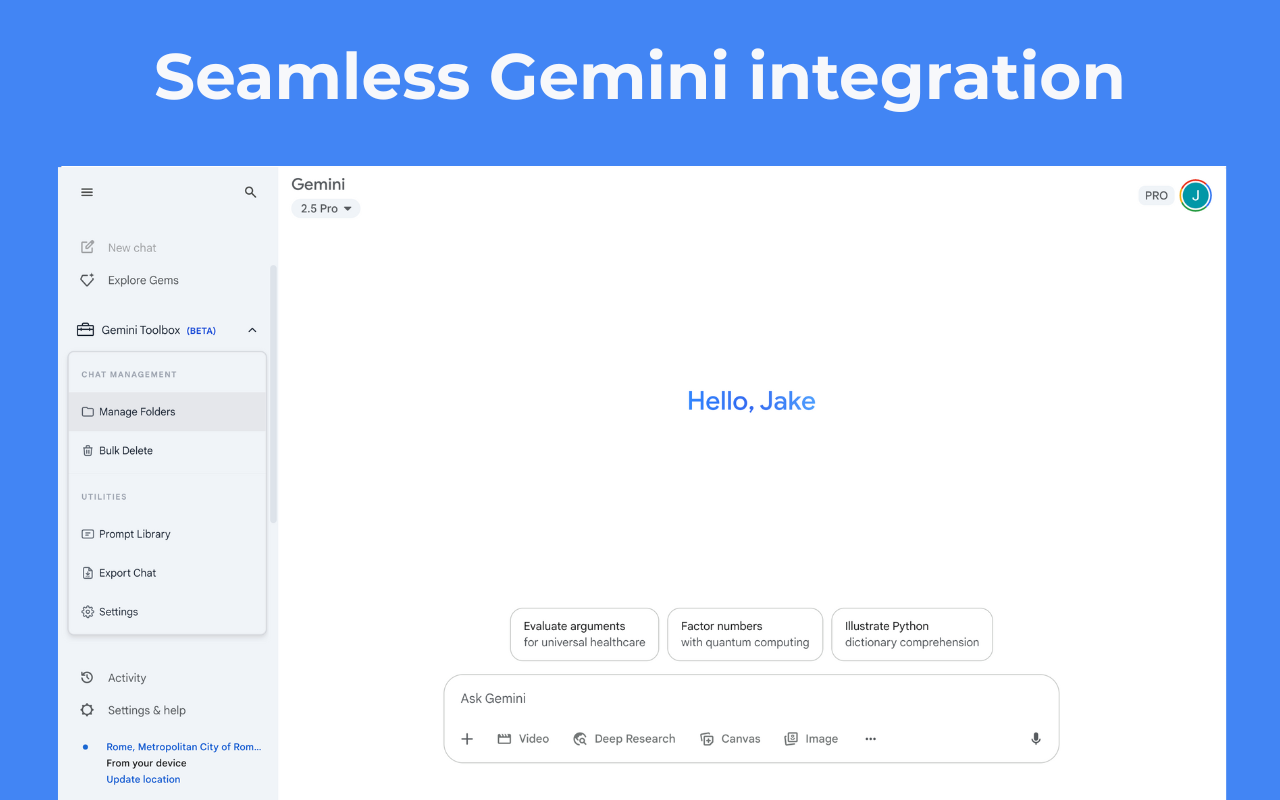 Seamless Gemini integration
New chat
Explore Gems
Gemini Toolbox (BETA)
CHAT MANAGEMENT
Manage Folders
Bulk Delete
UTILITIES
Prompt Library
Export Chat
Settings
Activity
Settings & help
Rome, Metropolitan City of Rom...
From your device
Update location
Gemini
2.5 Pro
PRO
J
Hello, Jake
Evaluate arguments
for universal healthcare
Factor numbers
with quantum computing
Illustrate Python
dictionary comprehension
Ask Gemini
Video
Deep Research
Canvas
Image